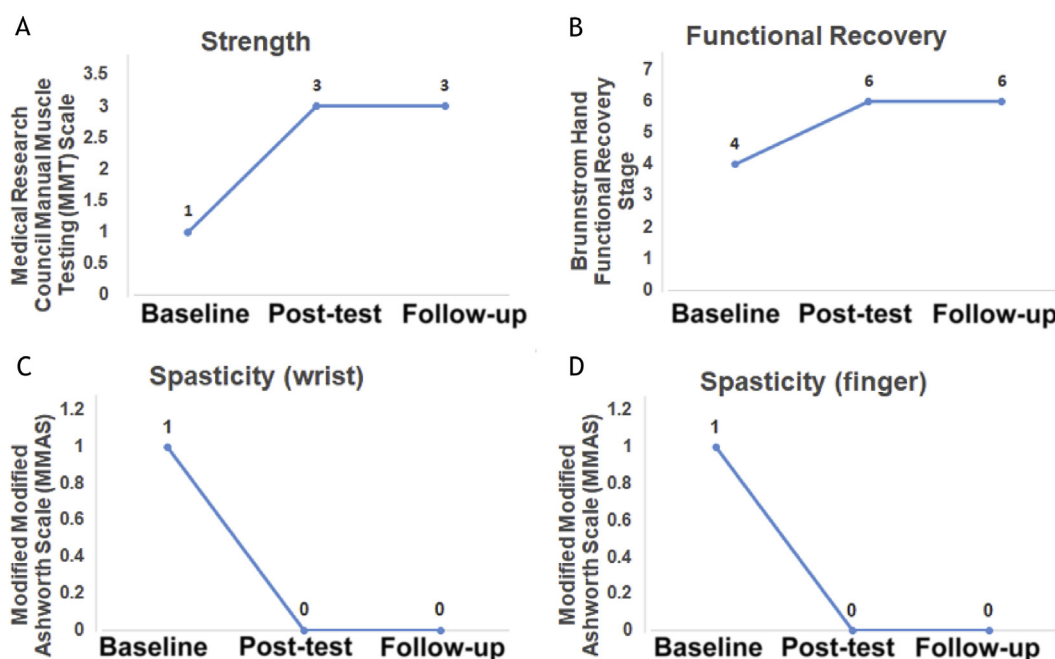 A
Strength
Medical Research
Council Manual Muscle
Testing (MMT) Scale
3.5
3
2.5
2
1.5
1
0.5
0
1
3
3
Baseline
Post-test
Follow-up
B
Functional Recovery
Brunnstrom Hand
Functional Recovery
Stage
7
6
5
4
3
2
1
0
4
6
6
Baseline
Post-test
Follow-up
C
Spasticity (wrist)
Modified Modified
Ashworth Scale (MMAS)
1.2
1
0.8
0.6
0.4
0.2
0
1
0
0
Baseline
Post-test
Follow-up
D
Spasticity (finger)
Modified Modified
Ashworth Scale (MMAS)
1.2
1
0.8
0.6
0.4
0.2
0
1
0
0
Baseline
Post-test
Follow-up